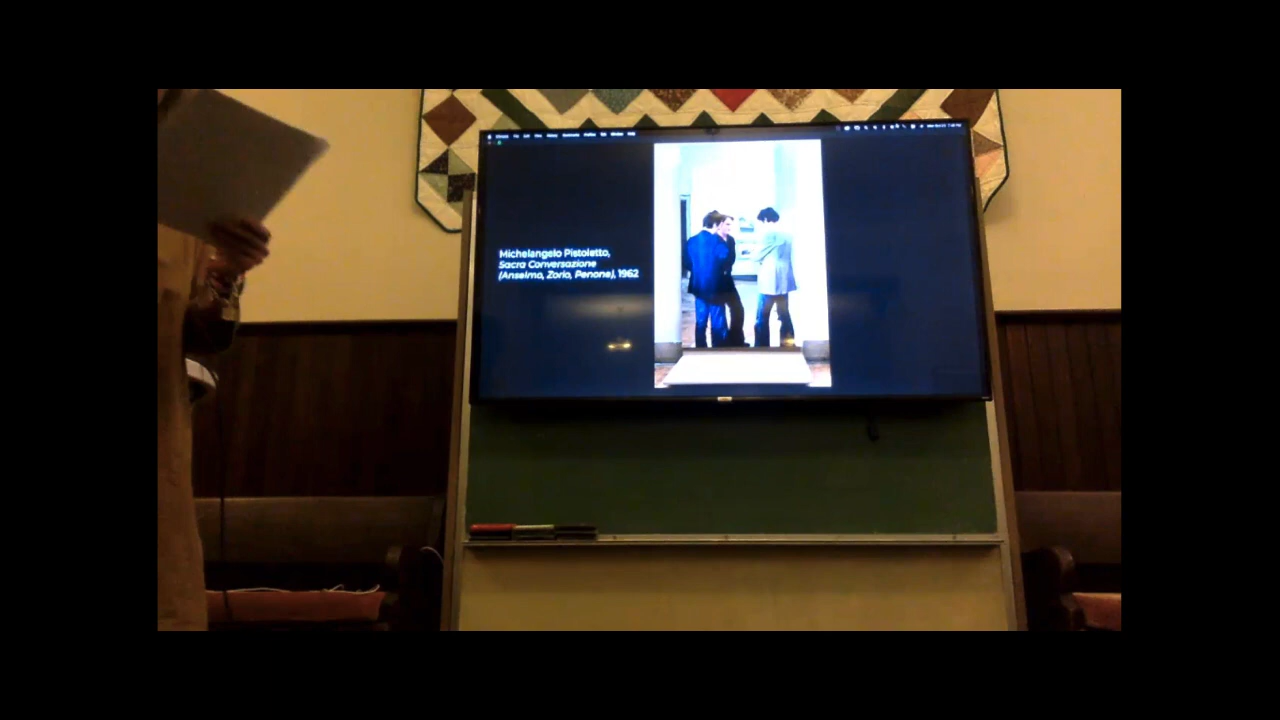 Michelangelo Pistoletto,
Sacra Conversazione
(Anselmo, Zorio, Penone), 1962